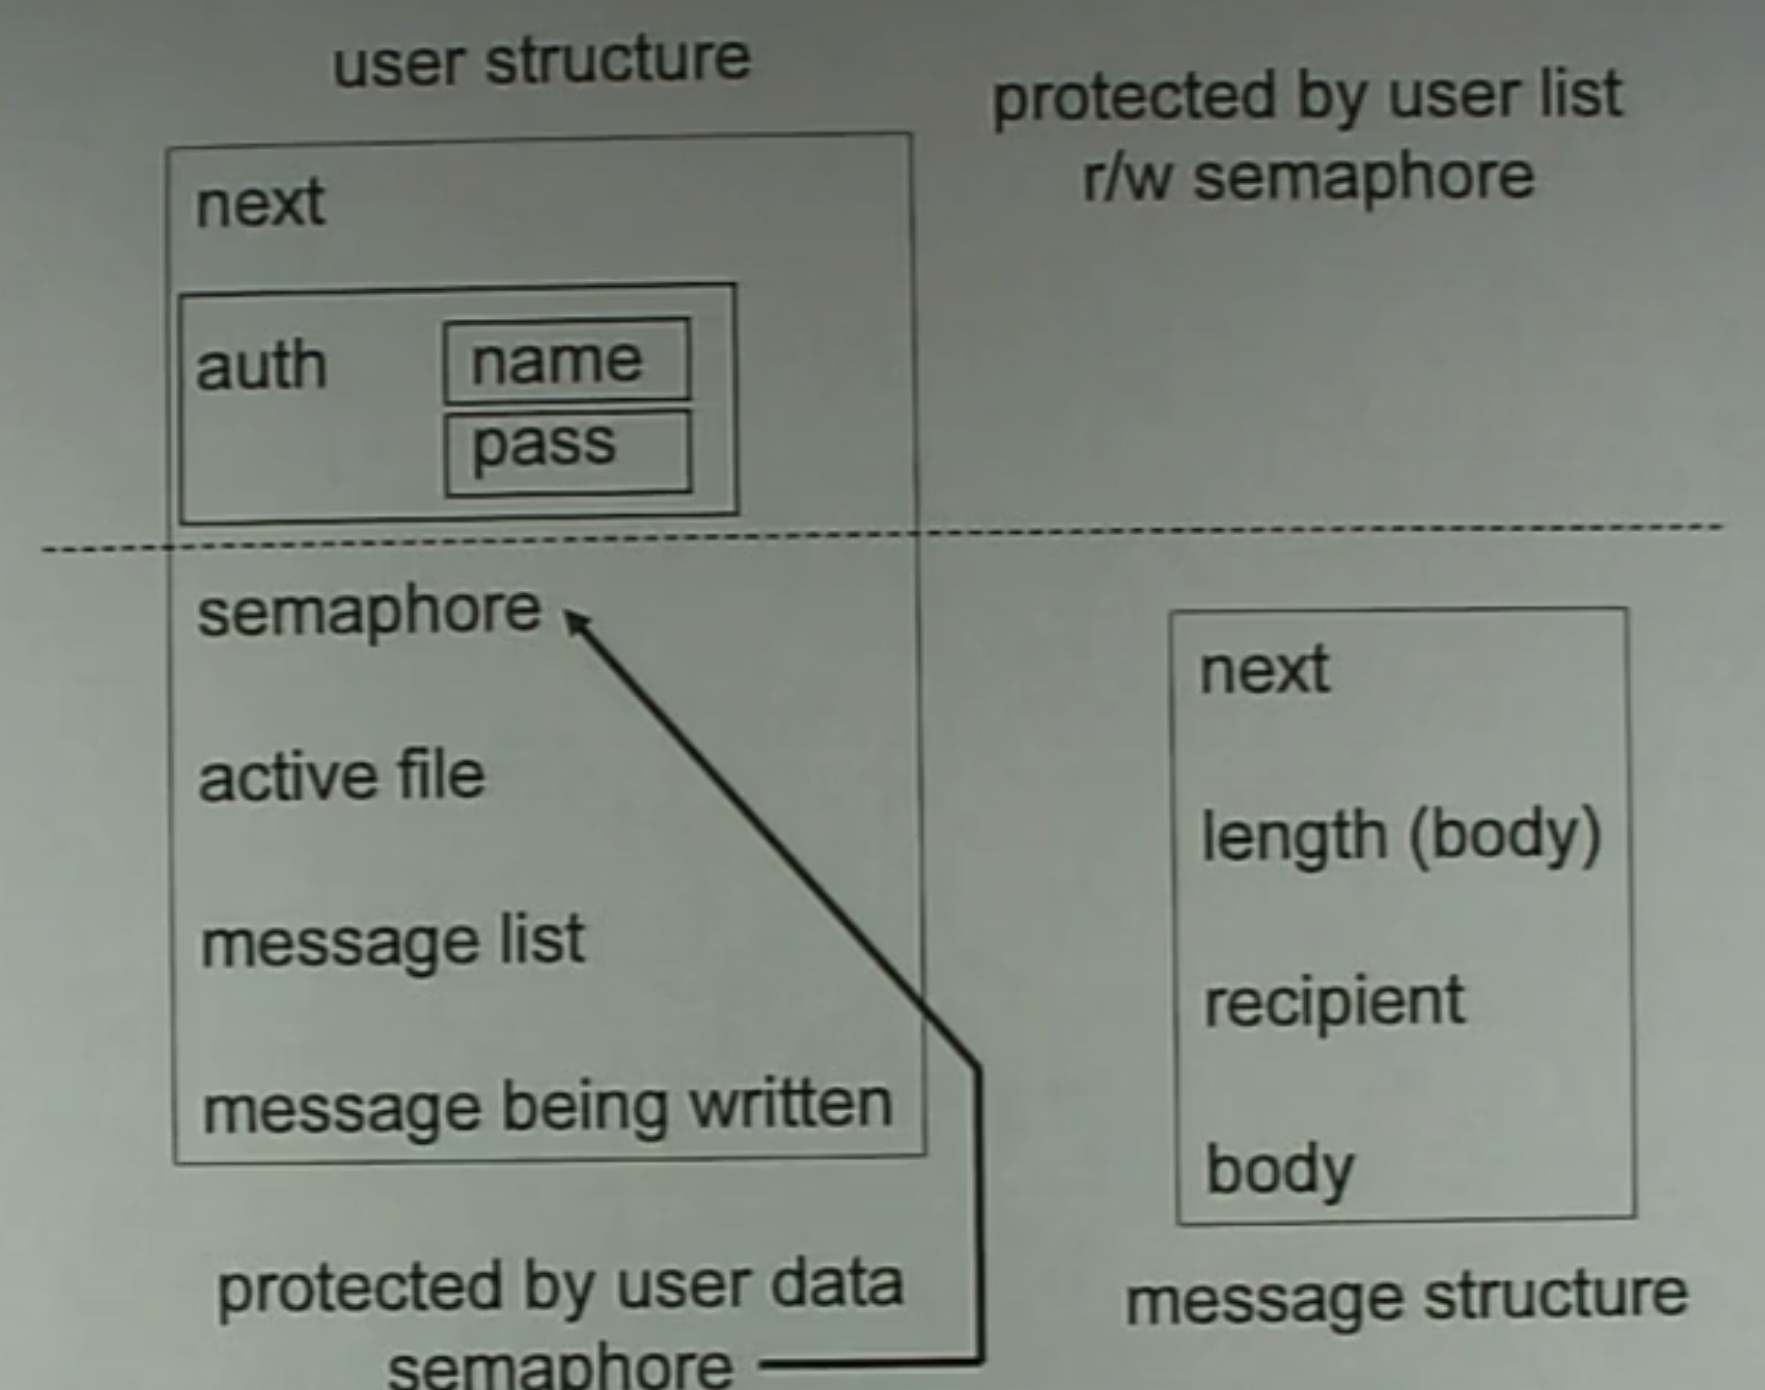 user structure
protected by user list
r/w semaphore
next
auth
name
pass
semaphore
active file
message list
message being written
next
length (body)
recipient
body
protected by user data
semaphore
message structure